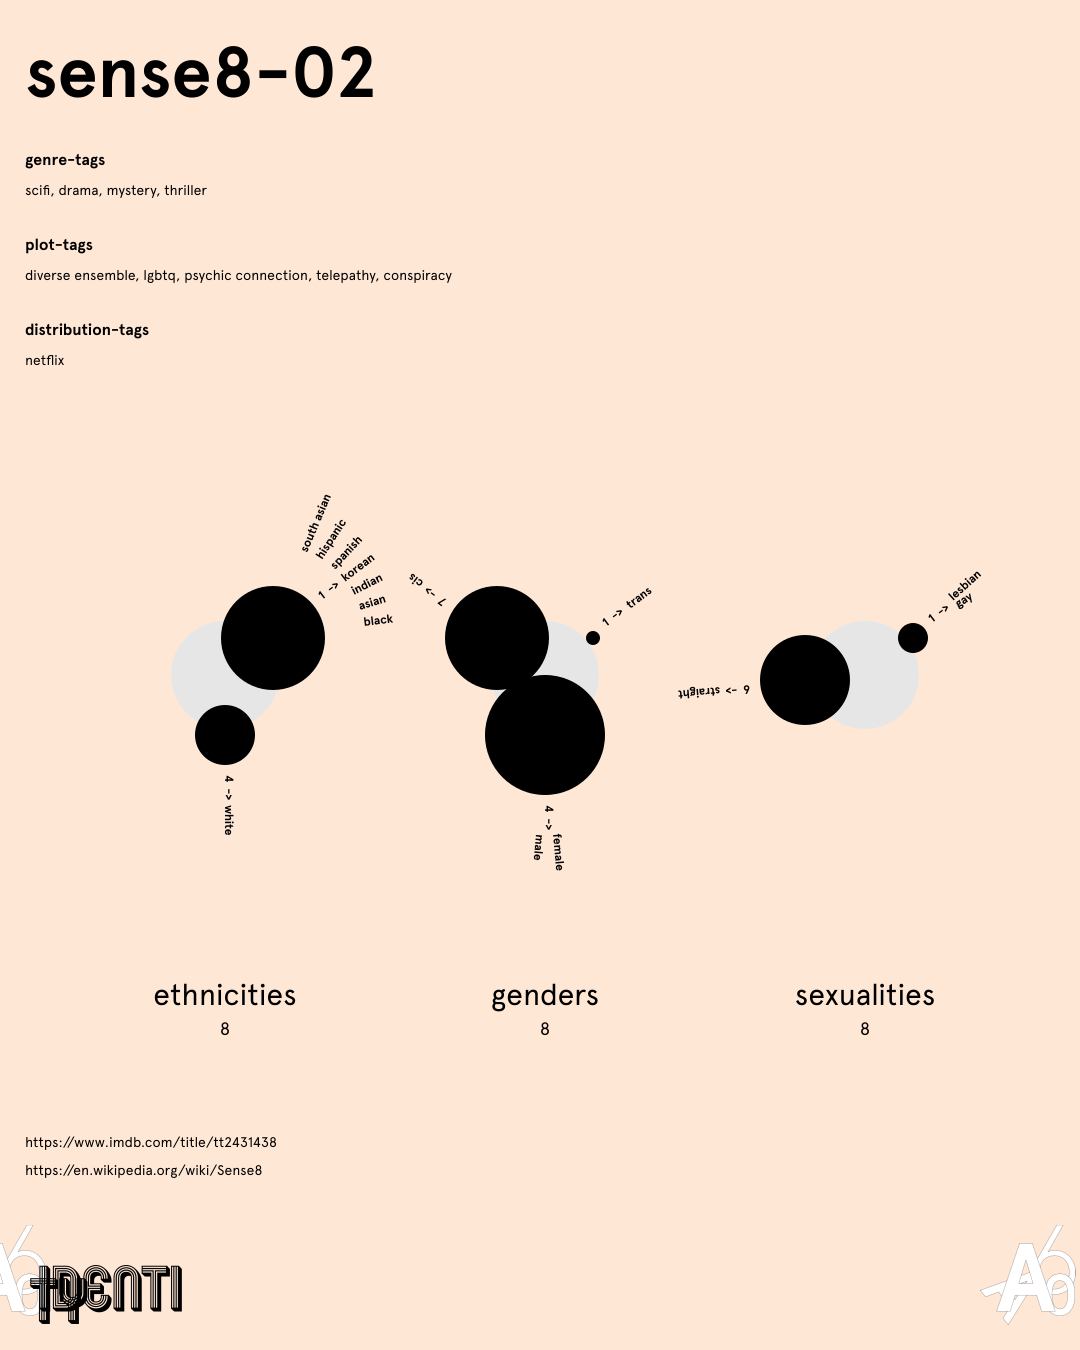 sense8-02
genre-tags
scifi, drama, mystery, thriller
plot-tags
diverse ensemble, lgbtq, psychic connection, telepathy, conspiracy
distribution-tags
netflix
1 -> south asian
hispanic
spanish
korean
indian
asian
black
4 -> white
7 -> cis
1 -> trans
4 -> female
male
6 -> straight
1 -> lesbian
gay
ethnicities
8
genders
8
sexualities
8
https://www.imdb.com/title/tt2431438
https://en.wikipedia.org/wiki/Sense8
IDENTI